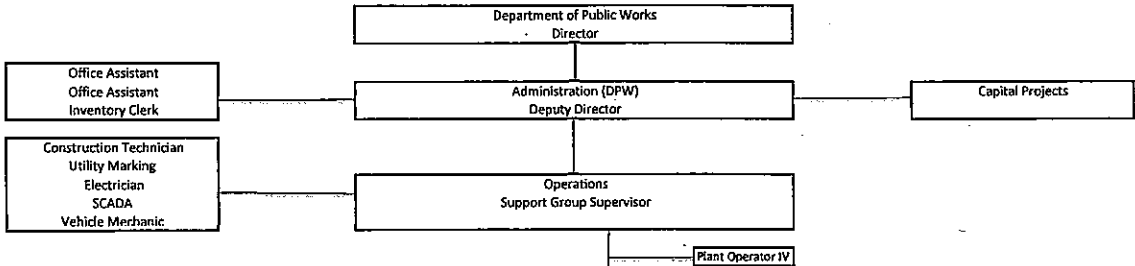 Department of Public Works
Director
Office Assistant
Office Assistant
Inventory Clerk
Administration (DPW)
Deputy Director
Capital Projects
Construction Technician
Utility Marking
Electrician
SCADA
Vehicle Mechanic
Operations
Support Group Supervisor
Plant Operator IV